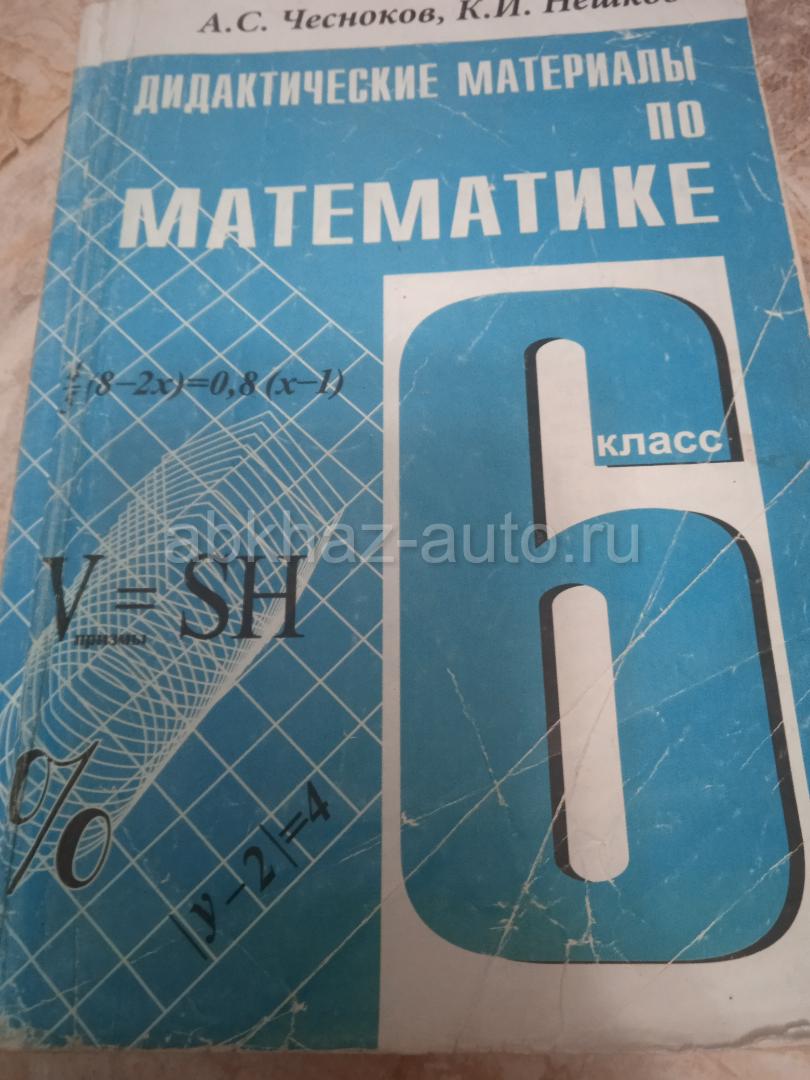 А.С. Чесноков, К.И. Нешков
ДИДАКТИЧЕСКИЕ МАТЕРИАЛЫ
ПО
МАТЕМАТИКЕ
6
класс
(8–2x)=0,8 (x–1)
abkhaz-auto.ru
V призмы = SH
%
|y–2|=4